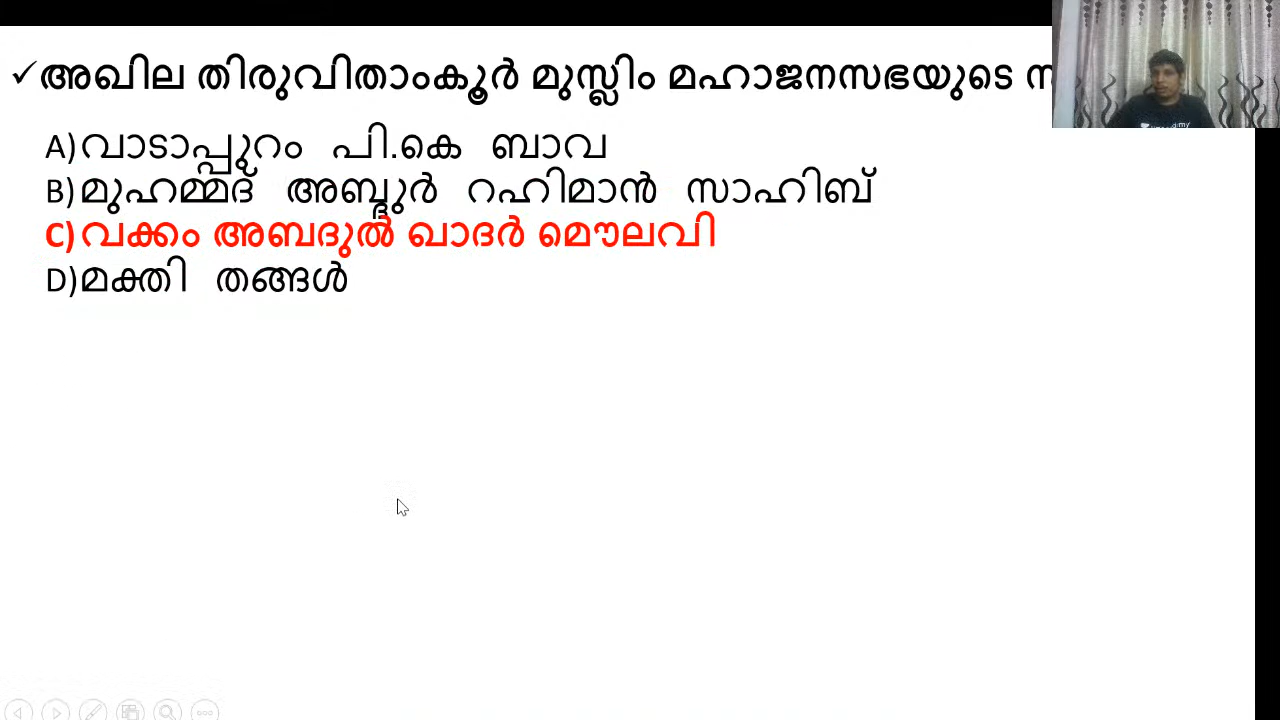 ✓അഖില തിരുവിതാംകൂർ മുസ്ലിം മഹാജനസഭയുടെ
A)വാടാപ്പുറം പി.കെ ബാവ
B)മുഹമ്മദ് അബ്ദുർ റഹിമാൻ സാഹിബ്
C)വക്കം അബദുൽ ഖാദർ മൌലവി
D)മക്തി തങ്ങൾ